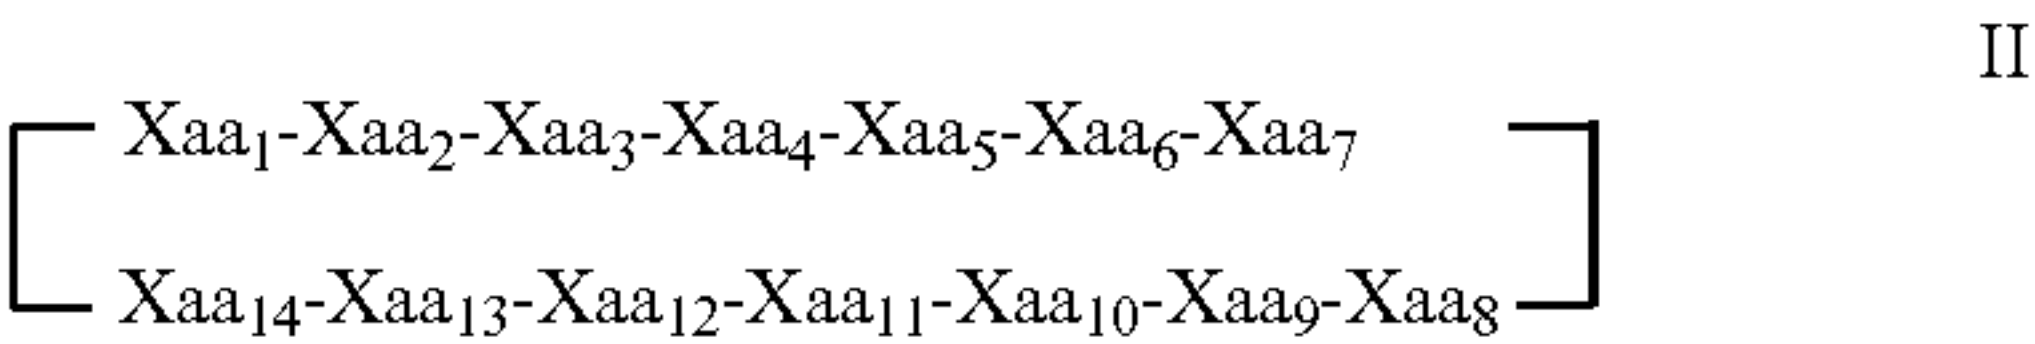 II
Xaa₁-Xaa₂-Xaa₃-Xaa₄-Xaa₅-Xaa₆-Xaa₇
Xaa₁₄-Xaa₁₃-Xaa₁₂-Xaa₁₁-Xaa₁₀-Xaa₉-Xaa₈